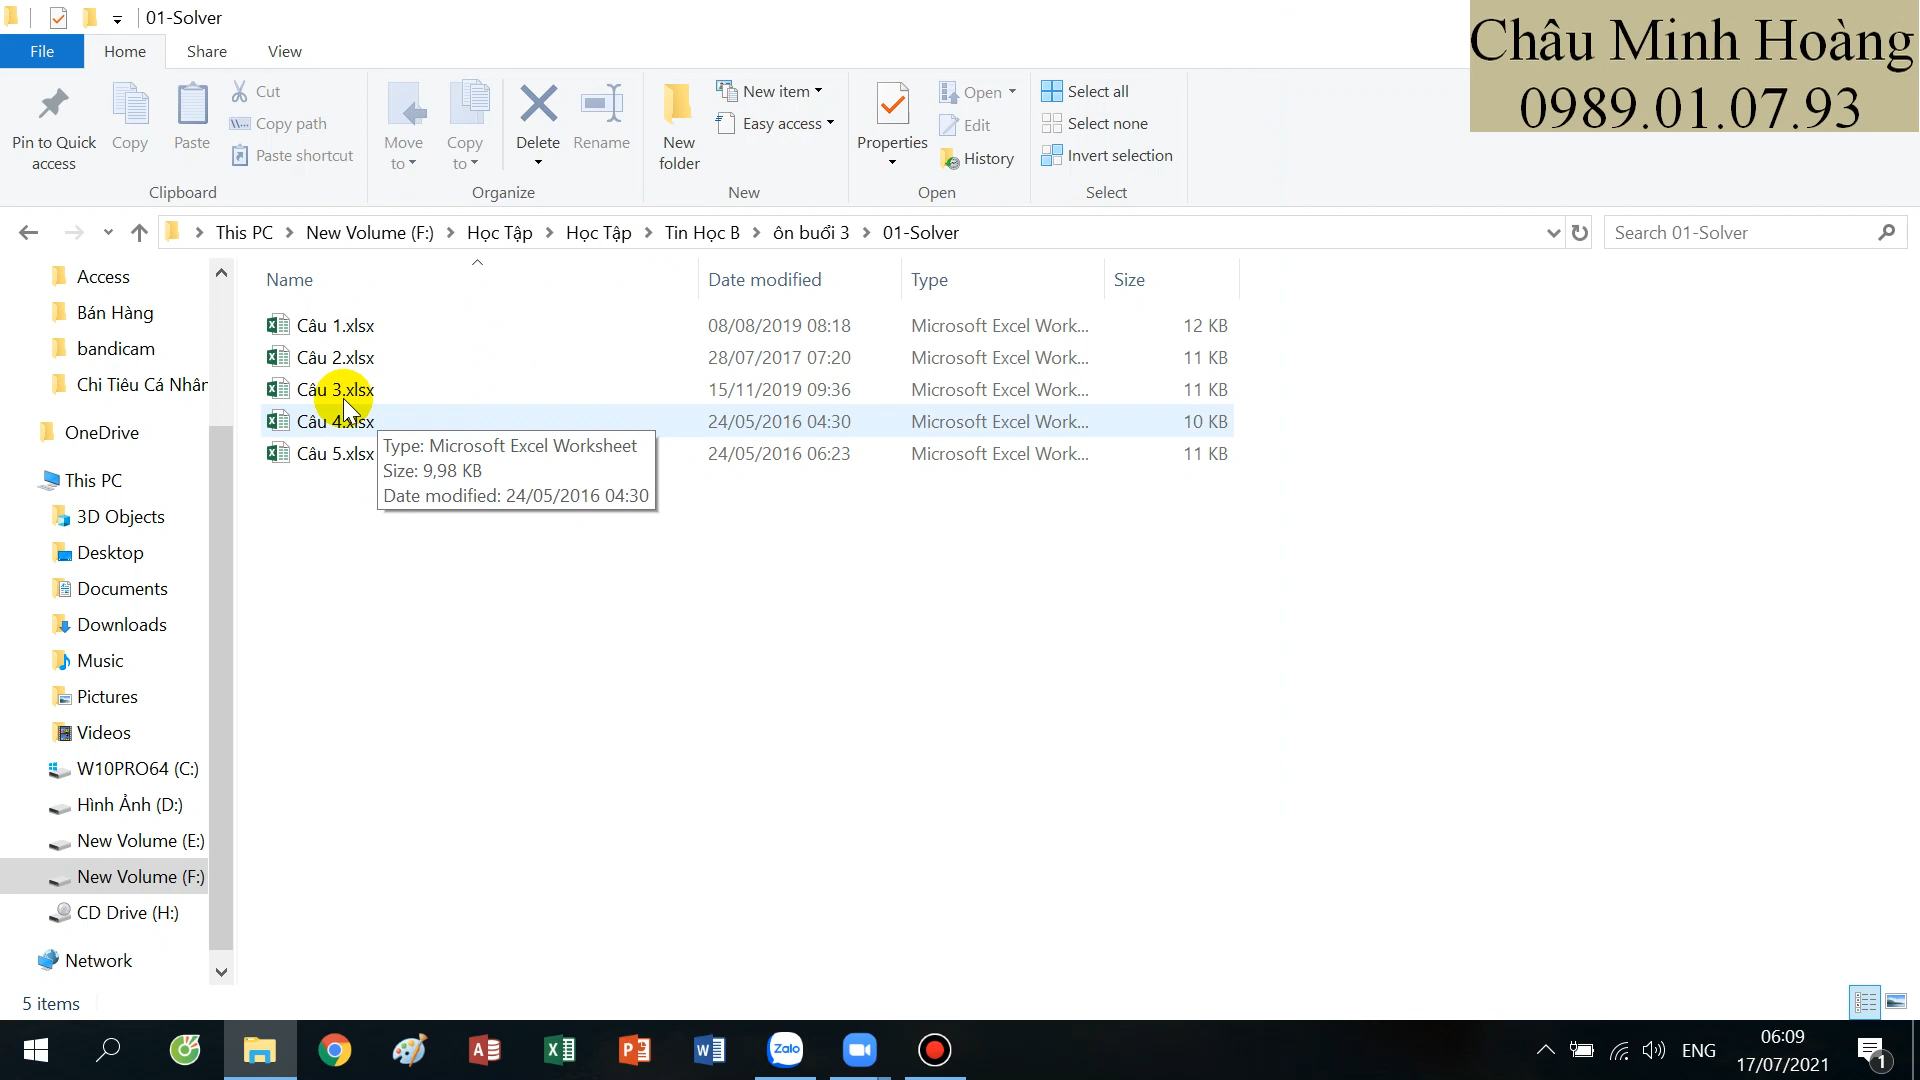 01-Solver
Châu Minh Hoàng
0989.01.07.93
File
Home
Share
View
Pin to Quick access
Copy
Paste
Cut
Copy path
Paste shortcut
Clipboard
Move to
Copy to
Delete
Rename
Organize
New folder
New item
Easy access
New
Properties
Open
Edit
History
Open
Select all
Select none
Invert selection
Select
This PC
New Volume (F:)
Học Tập
Học Tập
Tin Học B
ôn buổi 3
01-Solver
Search 01-Solver
Access
Bán Hàng
bandicam
Chi Tiêu Cá Nhân
OneDrive
This PC
3D Objects
Desktop
Documents
Downloads
Music
Pictures
Videos
W10PRO64 (C:)
Hình Ảnh (D:)
New Volume (E:)
New Volume (F:)
CD Drive (H:)
Network
Name Date modified Type Size
Câu 1.xlsx 08/08/2019 08:18 Microsoft Excel Work... 12 KB
Câu 2.xlsx 28/07/2017 07:20 Microsoft Excel Work... 11 KB
Câu 3.xlsx 15/11/2019 09:36 Microsoft Excel Work... 11 KB
Câu 4.xlsx 24/05/2016 04:30 Microsoft Excel Work... 10 KB
Câu 5.xlsx 24/05/2016 06:23 Microsoft Excel Work... 11 KB
Type: Microsoft Excel Worksheet
Size: 9,98 KB
Date modified: 24/05/2016 04:30
5 items
Zalo
ENG
06:09
17/07/2021
1